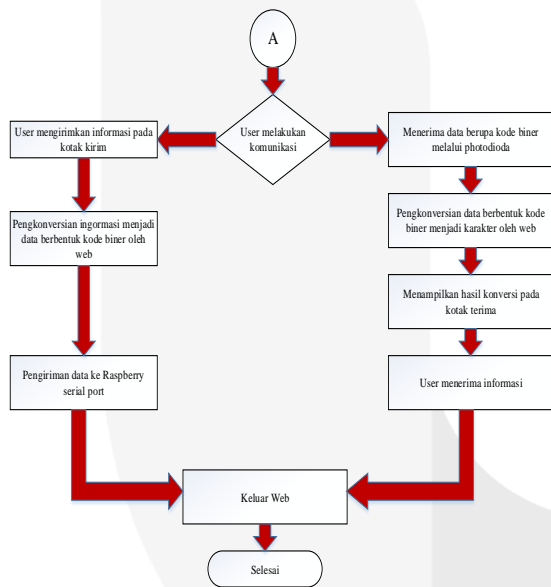 A
User melakukan
komunikasi
User mengirimkan informasi pada
kotak kirim
Pengkonversian ingormasi menjadi
data berbentuk kode biner oleh
web
Pengiriman data ke Raspberry
serial port
Menerima data berupa kode biner
melalui photodioda
Pengkonversian data berbentuk kode
biner menjadi karakter oleh web
Menampilkan hasil konversi pada
kotak terima
User menerima informasi
Keluar Web
Selesai